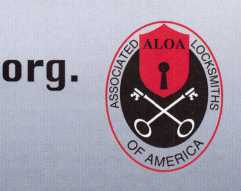 org.
ALOA
ASSOCIATED LOCKSMITHS
OF AMERICA